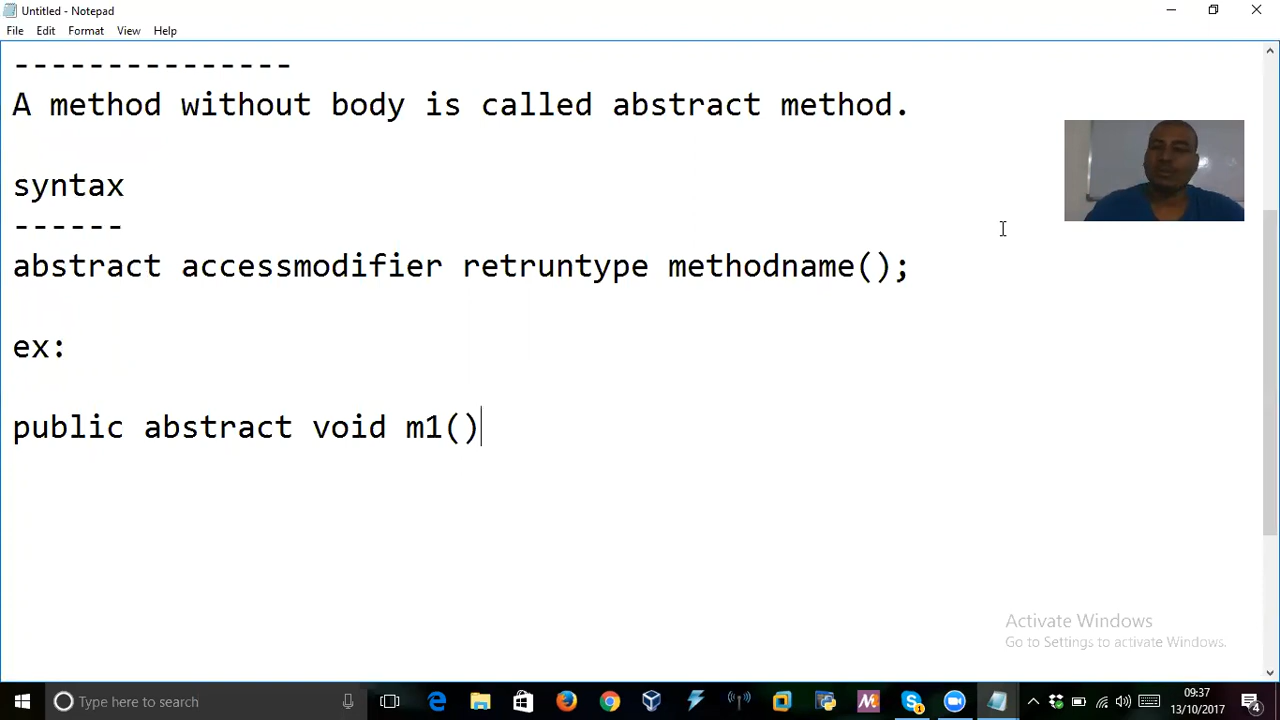 Untitled - Notepad
File Edit Format View Help
---------------
A method without body is called abstract method.
syntax
------
abstract accessmodifier retruntype methodname();
ex:
public abstract void m1()
Activate Windows
Go to Settings to activate Windows.
Type here to search
09:37
13/10/2017